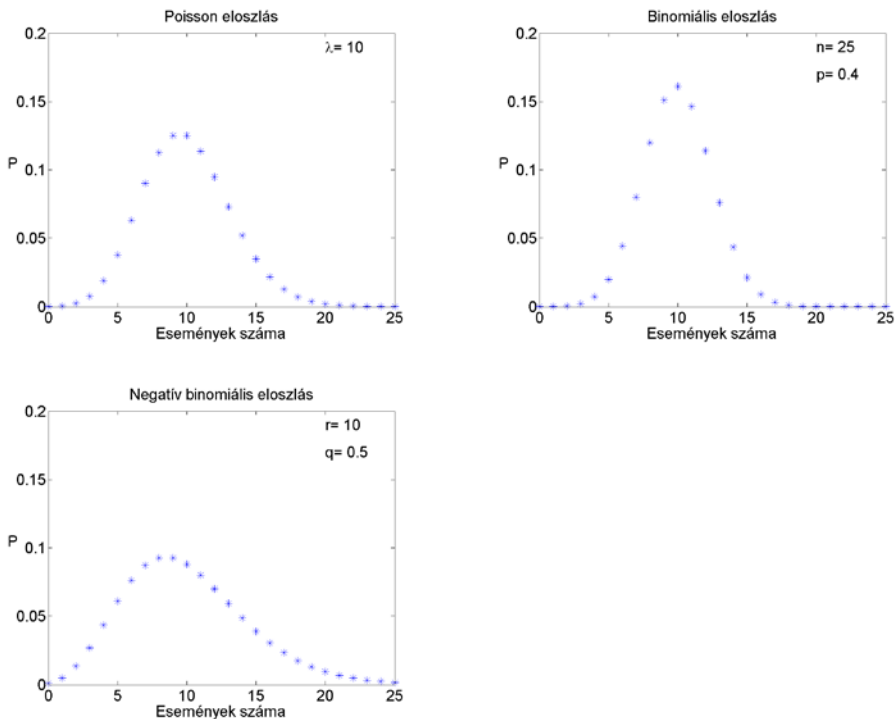 Poisson eloszlás
λ= 10
0.2
0.15
P
0.1
0.05
0
0 5 10 15 20 25
Események száma
Binomiális eloszlás
n= 25
p= 0.4
0.2
0.15
P
0.1
0.05
0
0 5 10 15 20 25
Események száma
Negatív binomiális eloszlás
r= 10
q= 0.5
0.2
0.15
P
0.1
0.05
0
0 5 10 15 20 25
Események száma